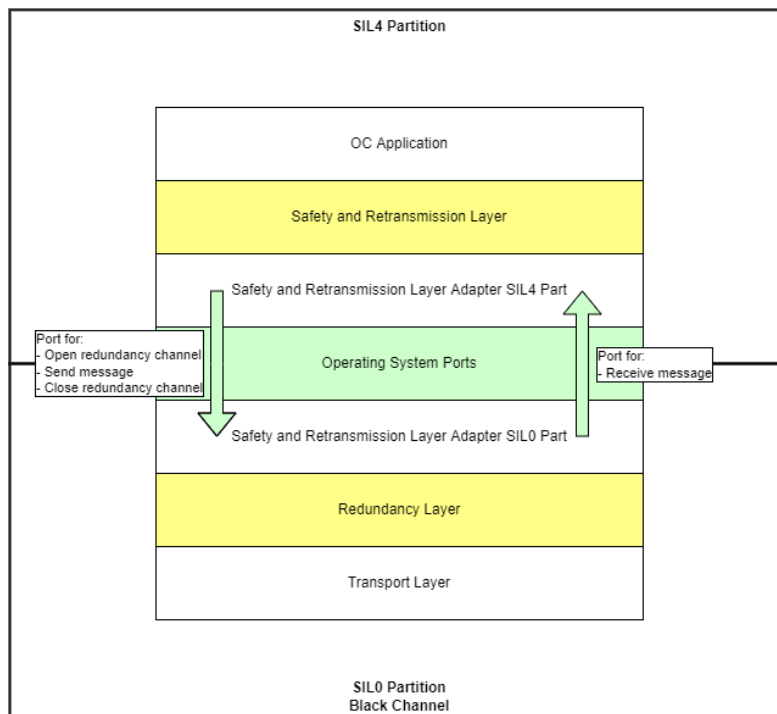 SIL4 Partition
OC Application
Safety and Retransmission Layer
Safety and Retransmission Layer Adapter SIL4 Part
Port for:
- Open redundancy channel
- Send message
- Close redundancy channel
Operating System Ports
Port for:
- Receive message
Safety and Retransmission Layer Adapter SIL0 Part
Redundancy Layer
Transport Layer
SIL0 Partition
Black Channel